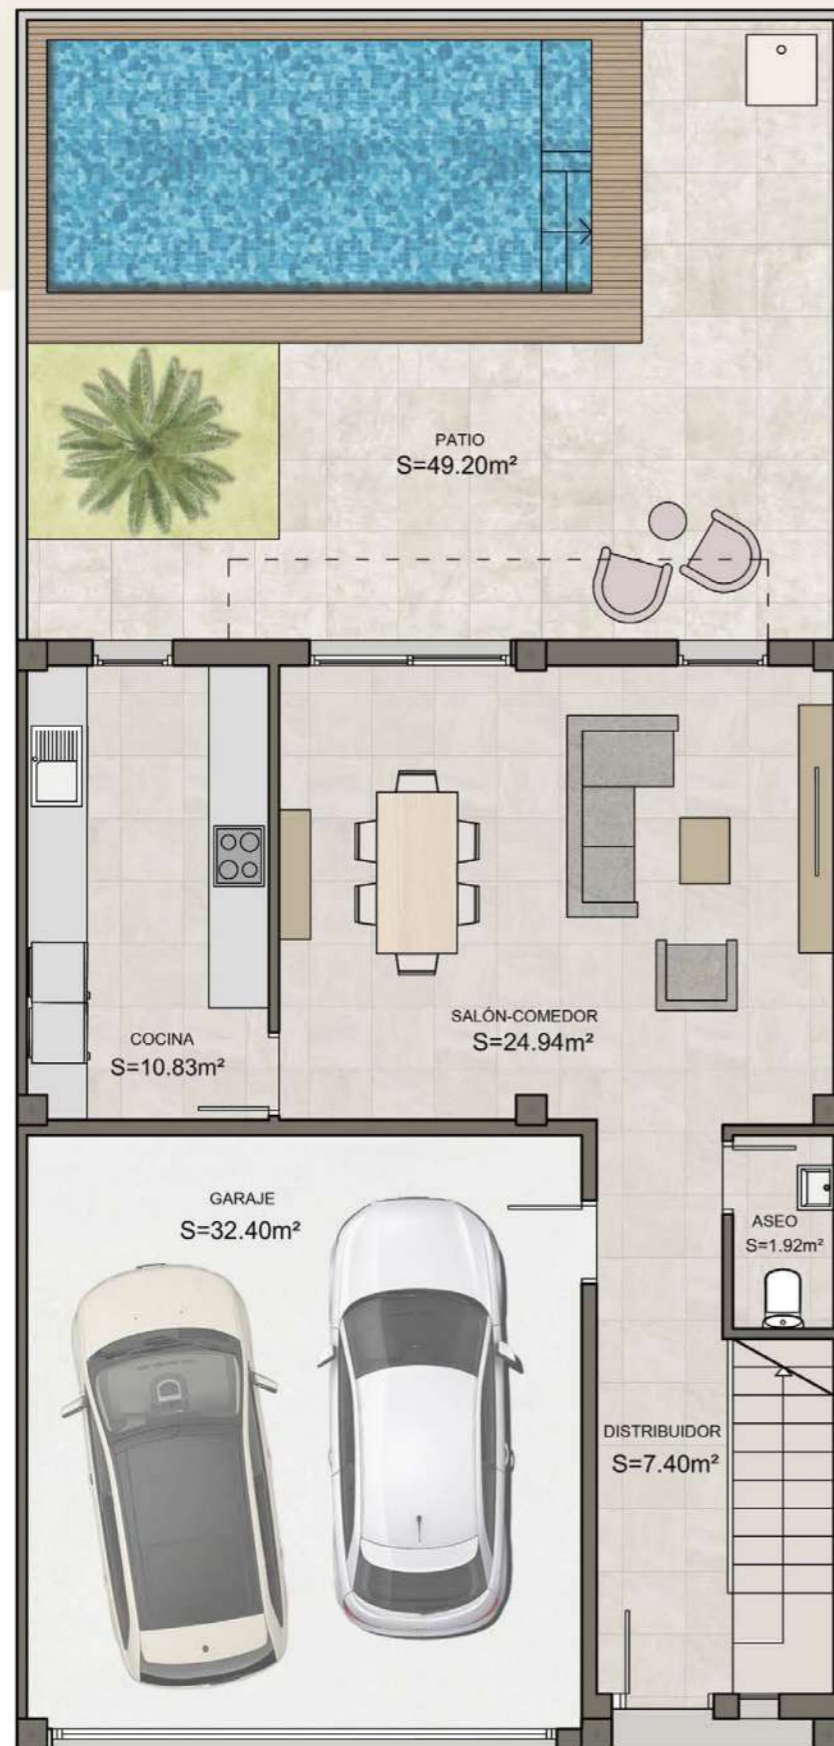 PATIO
S=49.20m²
COCINA
S=10.83m²
SALÓN-COMEDOR
S=24.94m²
GARAJE
S=32.40m²
ASEO
S=1.92m²
DISTRIBUIDOR
S=7.40m²